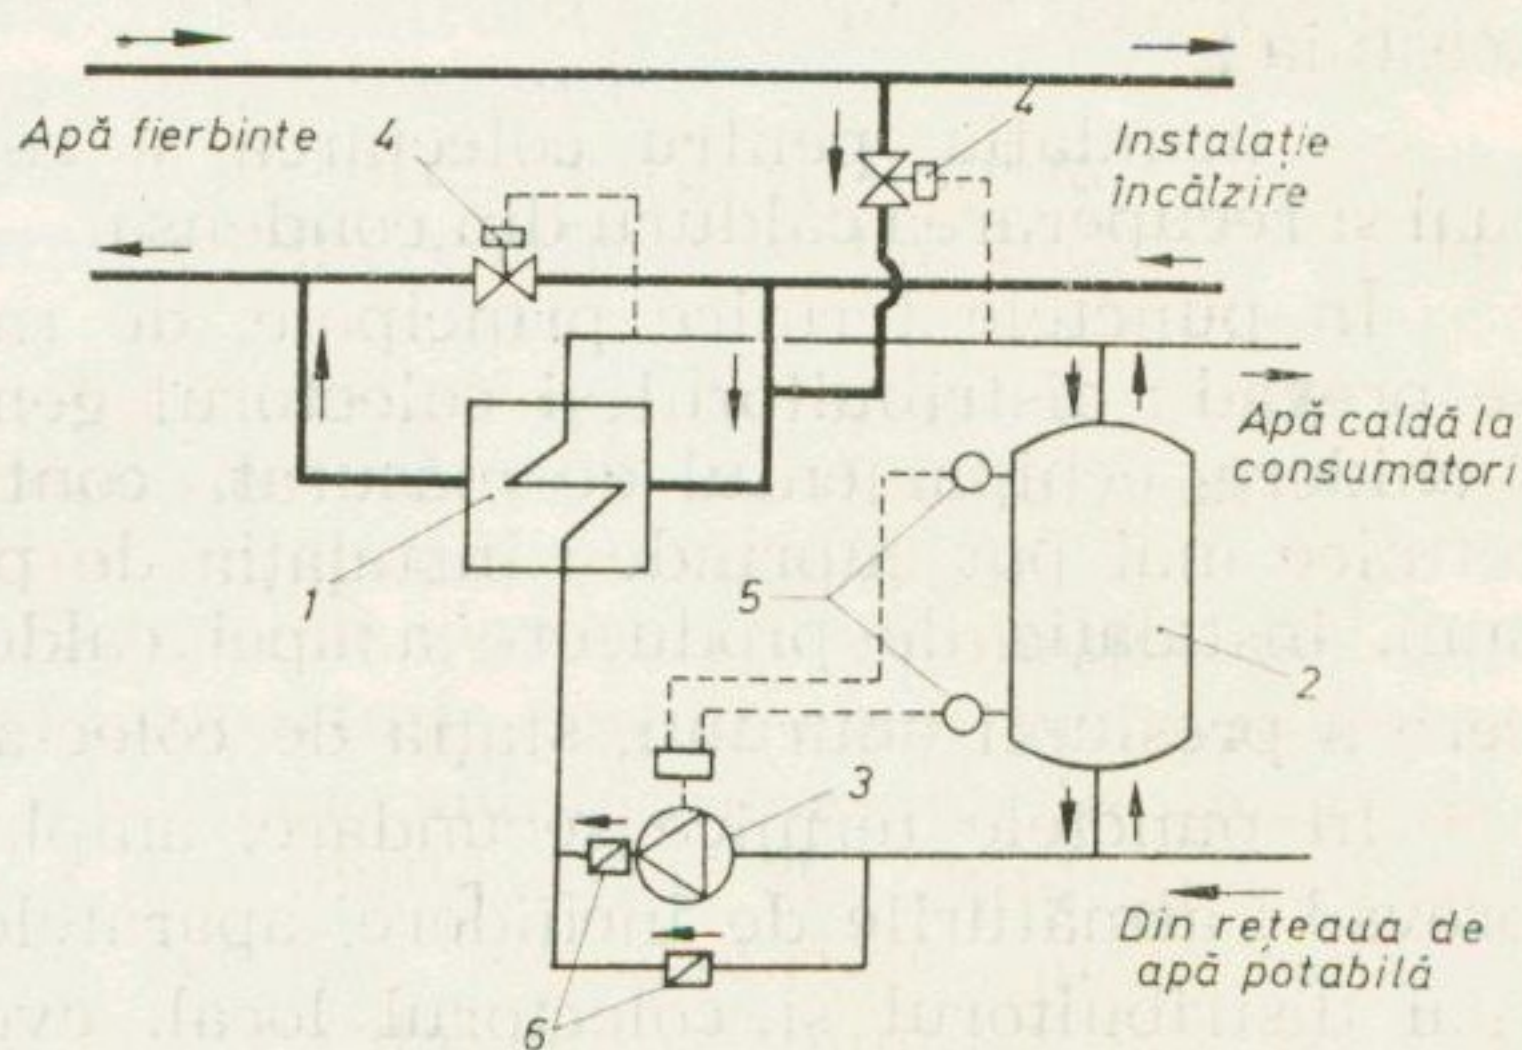 Apă fierbinte
4
4
Instalație
încălzire
Apă caldă la
consumatori
1
5
2
3
Din rețeaua de
apă potabilă
6